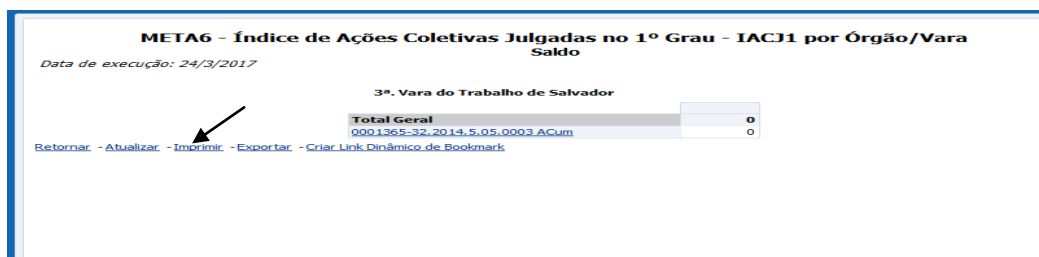 META6 - Índice de Ações Coletivas Julgadas no 1º Grau - IACJ1 por Órgão/Vara
Saldo
Data de execução: 24/3/2017
3ª. Vara do Trabalho de Salvador
Total Geral 0
0001365-32.2014.5.05.0003 ACum 0
Retornar - Atualizar - Imprimir - Exportar - Criar Link Dinâmico de Bookmark